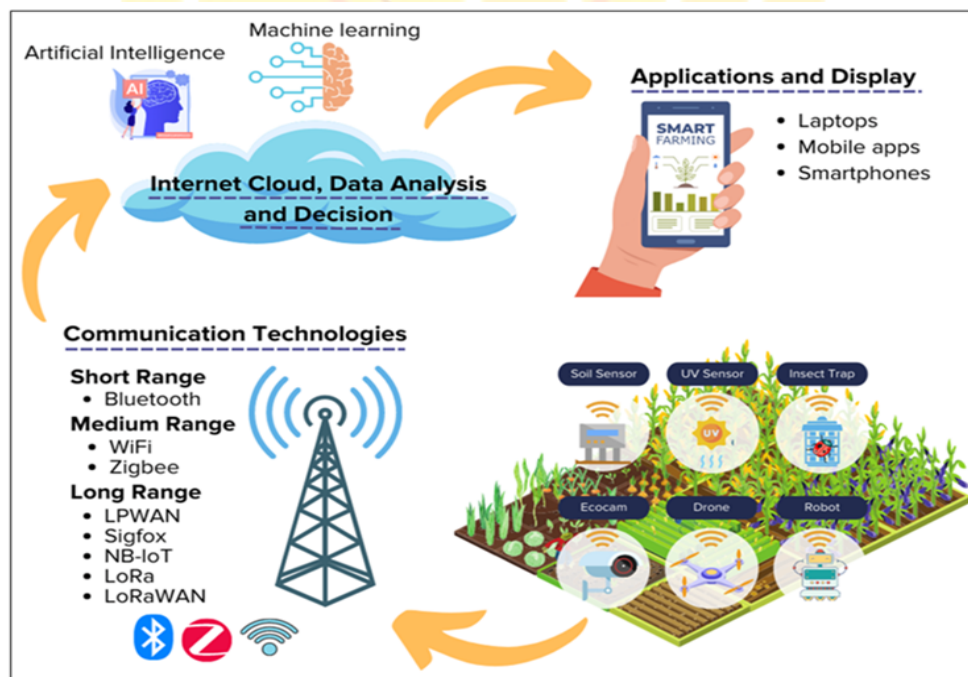 Artificial Intelligence
Machine learning
AI
Internet Cloud, Data Analysis
and Decision
Applications and Display
SMART
FARMING
• Laptops
• Mobile apps
• Smartphones
Communication Technologies
Short Range
• Bluetooth
Medium Range
• WiFi
• Zigbee
Long Range
• LPWAN
• Sigfox
• NB-IoT
• LoRa
• LoRaWAN
Soil Sensor
UV Sensor
Insect Trap
UV
Ecocam
Drone
Robot